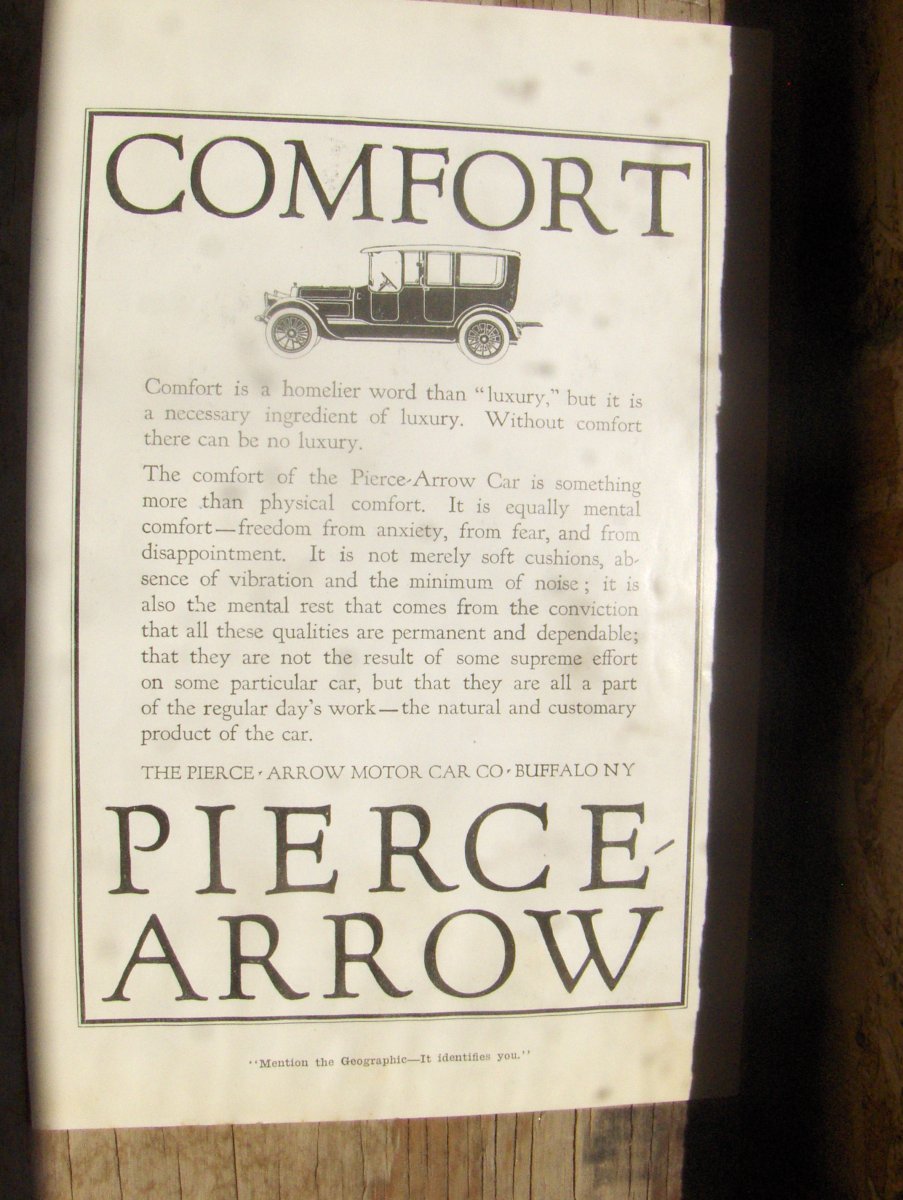 COMFORT
Comfort is a homelier word than “luxury,” but it is
a necessary ingredient of luxury. Without comfort
there can be no luxury.
The comfort of the Pierce-Arrow Car is something
more than physical comfort. It is equally mental
comfort—freedom from anxiety, from fear, and from
disappointment. It is not merely soft cushions, ab-
sence of vibration and the minimum of noise; it is
also the mental rest that comes from the conviction
that all these qualities are permanent and dependable;
that they are not the result of some supreme effort
on some particular car, but that they are all a part
of the regular day’s work—the natural and customary
product of the car.
THE PIERCE-ARROW MOTOR CAR CO·BUFFALO NY
PIERCE-
ARROW
“Mention the Geographic—It identifies you.”